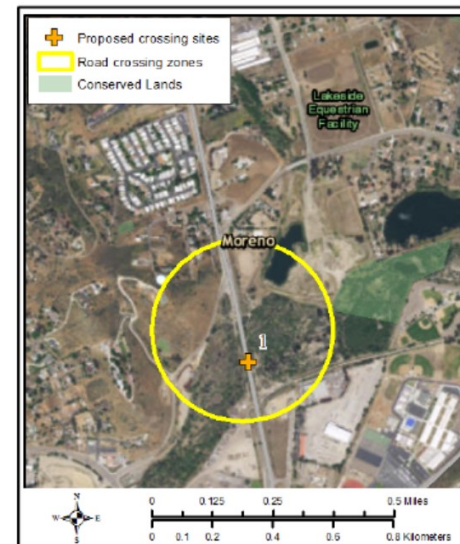 Proposed crossing sites
Road crossing zones
Conserved Lands
Lakeside
Equestrian
Facility
Moreno
1
N
W E
S
0 0.125 0.25 0.5 Miles
0 0.1 0.2 0.4 0.6 0.8 Kilometers